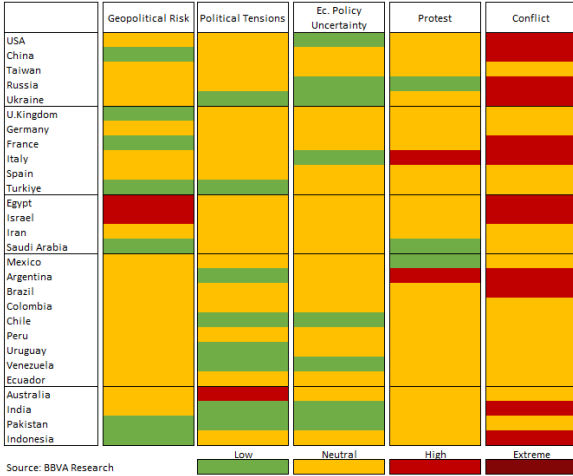 Geopolitical Risk Political Tensions Ec. Policy Uncertainty Protest Conflict
USA
China
Taiwan
Russia
Ukraine
U.Kingdom
Germany
France
Italy
Spain
Turkiye
Egypt
Israel
Iran
Saudi Arabia
Mexico
Argentina
Brazil
Colombia
Chile
Peru
Uruguay
Venezuela
Ecuador
Australia
India
Pakistan
Indonesia
Low Neutral High Extreme
Source: BBVA Research